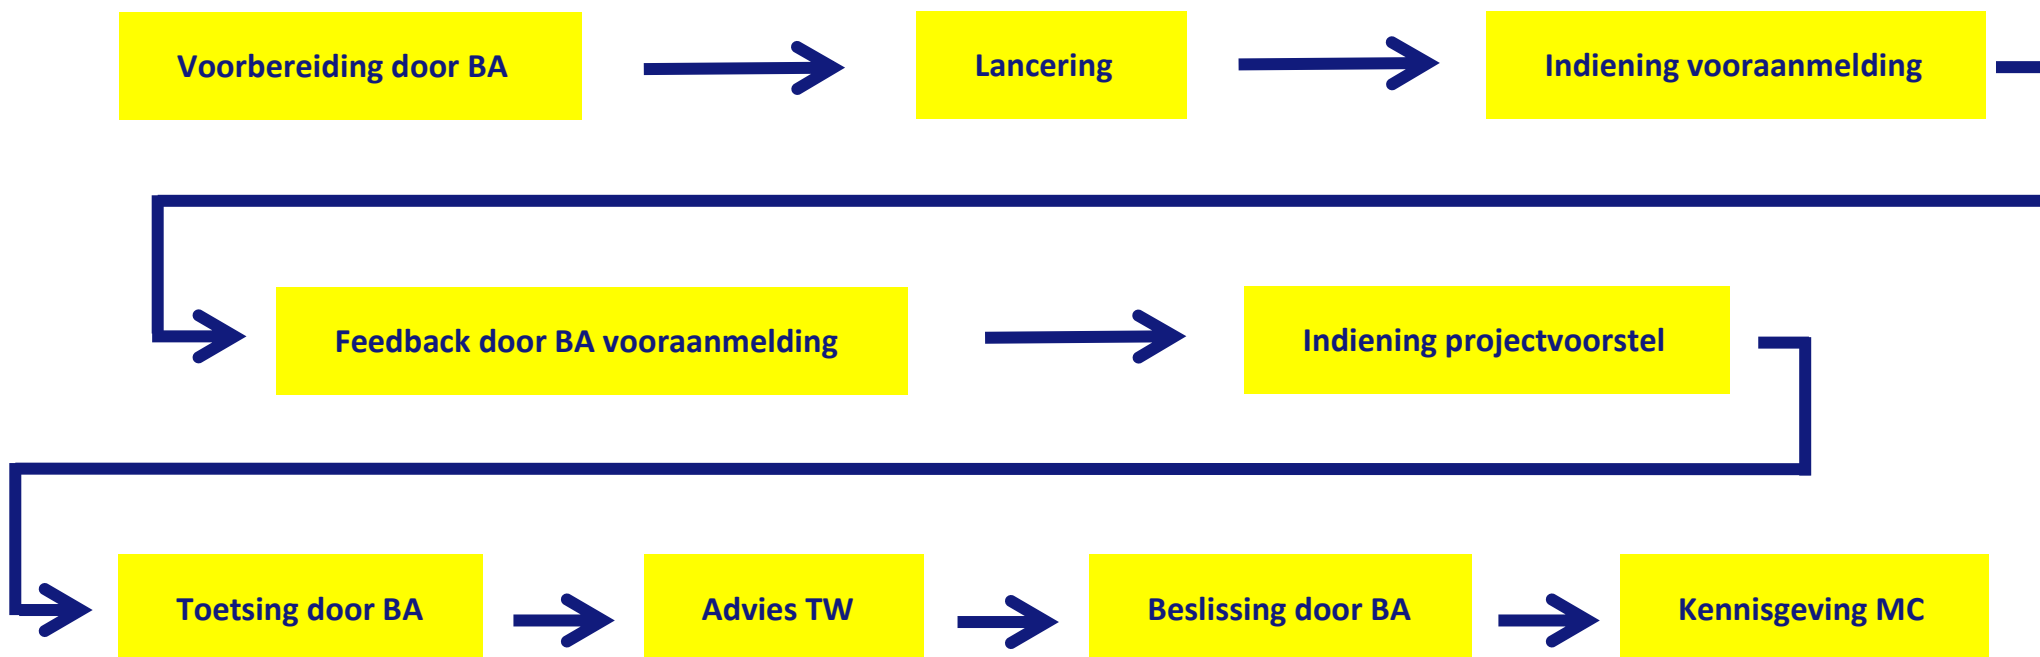 Voorbereiding door BA
Lancering
Indiening vooraanmelding
Feedback door BA vooraanmelding
Indiening projectvoorstel
Toetsing door BA
Advies TW
Beslissing door BA
Kennisgeving MC